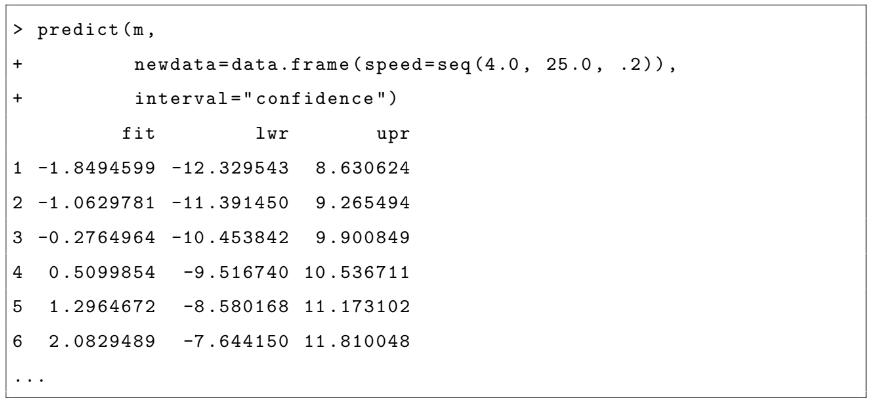 > predict(m,
+         newdata=data.frame(speed=seq(4.0, 25.0, .2)),
+         interval="confidence")
         fit        lwr       upr
1 -1.8494599 -12.329543  8.630624
2 -1.0629781 -11.391450  9.265494
3 -0.2764964 -10.453842  9.900849
4  0.5099854  -9.516740 10.536711
5  1.2964672  -8.580168 11.173102
6  2.0829489  -7.644150 11.810048
...